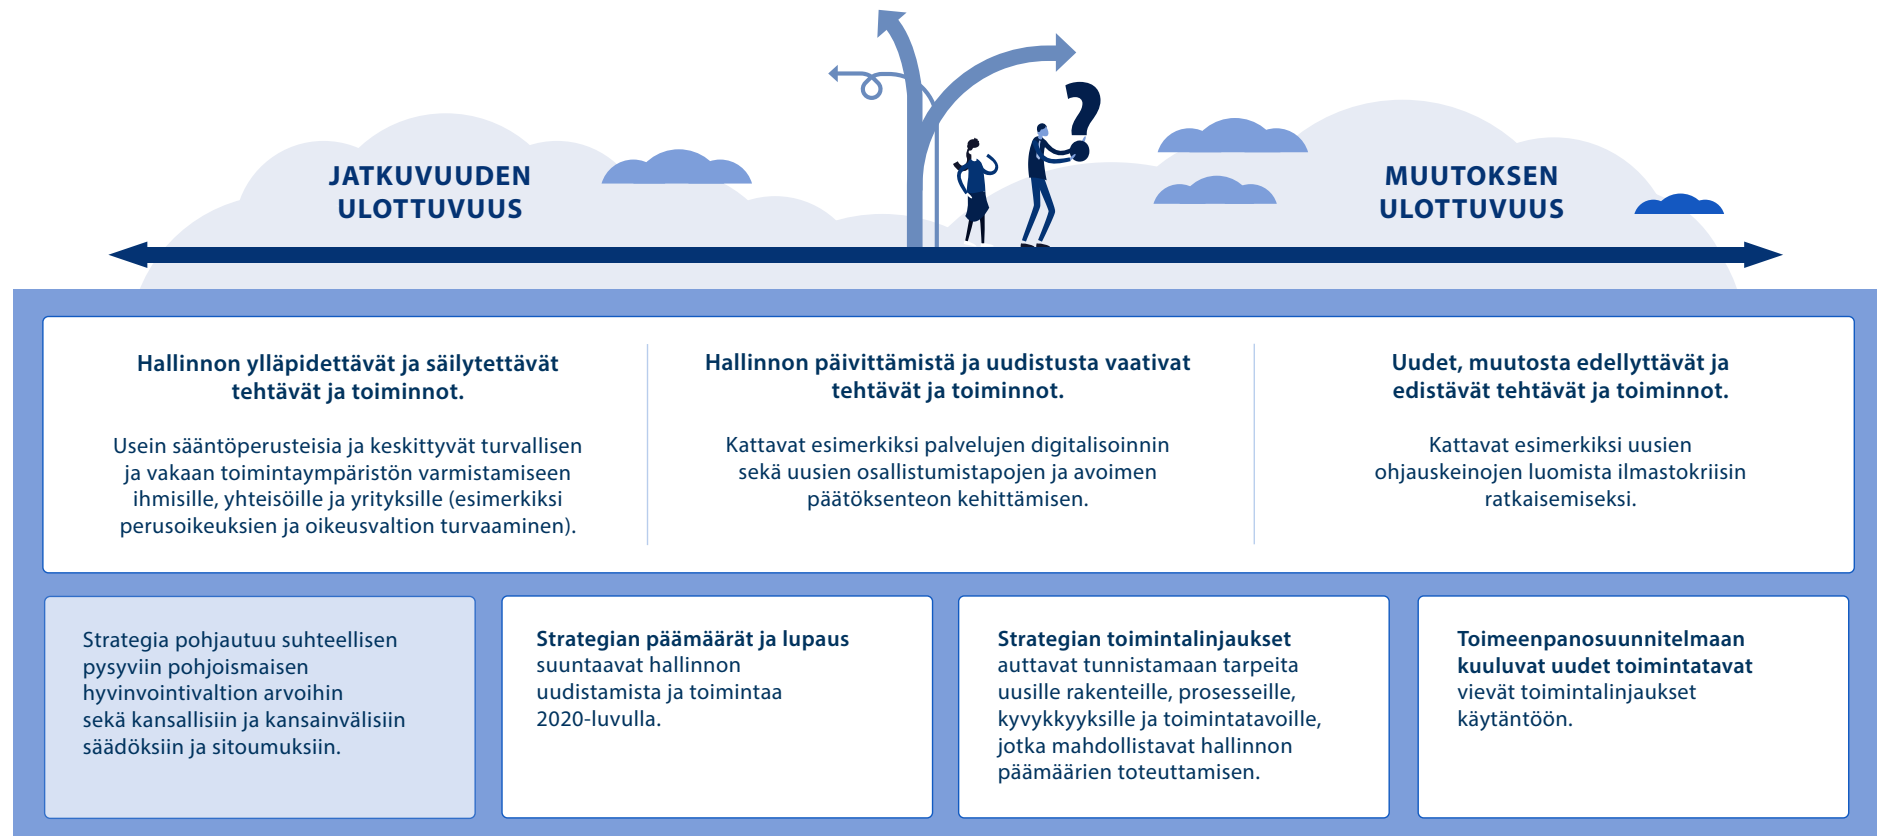 JATKUVUUDEN
ULOTTUVUUS
MUUTOKSEN
ULOTTUVUUS
Hallinnon ylläpidettävät ja säilytettävät
tehtävät ja toiminnot.
Usein sääntöperusteisia ja keskittyvät turvallisen
ja vakaan toimintaympäristön varmistamiseen
ihmisille, yhteisöille ja yrityksille (esimerkiksi
perusoikeuksien ja oikeusvaltion turvaaminen).
Hallinnon päivittämistä ja uudistusta vaativat
tehtävät ja toiminnot.
Kattavat esimerkiksi palvelujen digitalisoinnin
sekä uusien osallistumistapojen ja avoimen
päätöksenteon kehittämisen.
Uudet, muutosta edellyttävät ja
edistävät tehtävät ja toiminnot.
Kattavat esimerkiksi uusien
ohjauskeinojen luomista ilmastokriisin
ratkaisemiseksi.
Strategia pohjautuu suhteellisen
pysyviin pohjoismaisen
hyvinvointivaltion arvoihin
sekä kansallisiin ja kansainvälisiin
säädöksiin ja sitoumuksiin.
Strategian päämäärät ja lupaus
suuntaavat hallinnon
uudistamista ja toimintaa
2020-luvulla.
Strategian toimintalinjaukset
auttavat tunnistamaan tarpeita
uusille rakenteille, prosesseille,
kyvykkyyksille ja toimintatavoille,
jotka mahdollistavat hallinnon
päämäärien toteuttamisen.
Toimeenpanosuunnitelmaan
kuuluvat uudet toimintatavat
vievät toimintalinjaukset
käytäntöön.